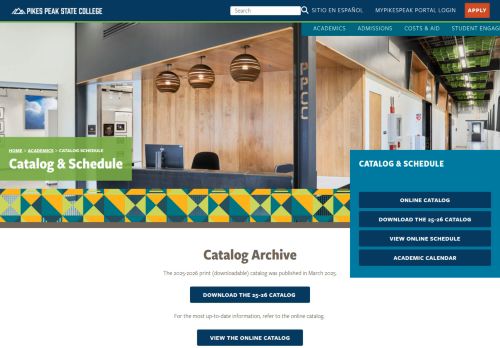 PIKES PEAK STATE COLLEGE
Search
SITIO EN ESPAÑOL
MYPIKESPEAK PORTAL LOGIN
APPLY
ACADEMICS
ADMISSIONS
COSTS & AID
STUDENT ENGAG
PPCC
HOME > ACADEMICS > CATALOG SCHEDULE
Catalog & Schedule
CATALOG & SCHEDULE
ONLINE CATALOG
DOWNLOAD THE 25-26 CATALOG
VIEW ONLINE SCHEDULE
ACADEMIC CALENDAR
Catalog Archive
The 2025-2026 print (downloadable) catalog was published in March 2025.
DOWNLOAD THE 25-26 CATALOG
For the most up-to-date information, refer to the online catalog.
VIEW THE ONLINE CATALOG